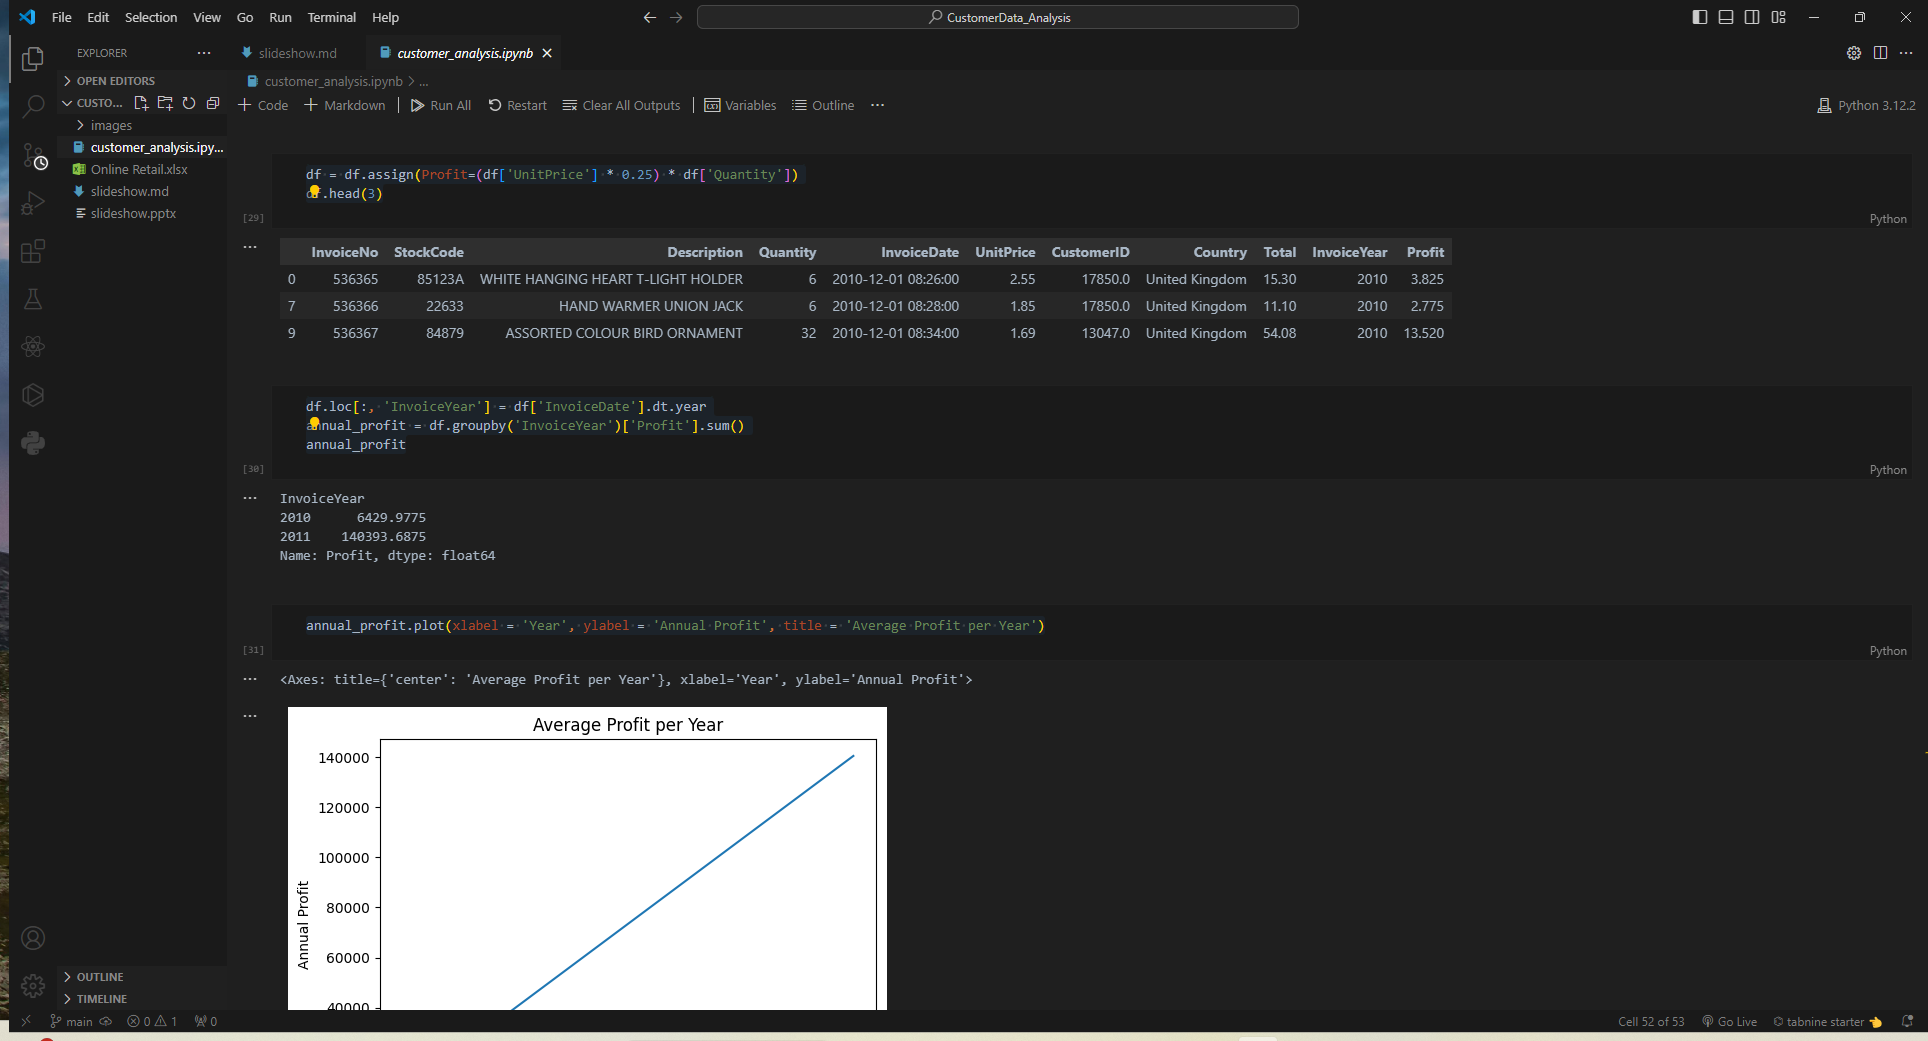 File Edit Selection View Go Run Terminal Help
CustomerData_Analysis
EXPLORER
slideshow.md
customer_analysis.ipynb
OPEN EDITORS
customer_analysis.ipynb > ...
CUSTO...
+ Code + Markdown Run All Restart Clear All Outputs Variables Outline ...
Python 3.12.2
images
customer_analysis.ipy...
Online Retail.xlsx
slideshow.md
slideshow.pptx
df = df.assign(Profit=(df['UnitPrice'] * 0.25) * df['Quantity'])
df.head(3)
[29]
Python
InvoiceNo StockCode Description Quantity InvoiceDate UnitPrice CustomerID Country Total InvoiceYear Profit
0 536365 85123A WHITE HANGING HEART T-LIGHT HOLDER 6 2010-12-01 08:26:00 2.55 17850.0 United Kingdom 15.30 2010 3.825
7 536366 22633 HAND WARMER UNION JACK 6 2010-12-01 08:28:00 1.85 17850.0 United Kingdom 11.10 2010 2.775
9 536367 84879 ASSORTED COLOUR BIRD ORNAMENT 32 2010-12-01 08:34:00 1.69 13047.0 United Kingdom 54.08 2010 13.520
df.loc[:, 'InvoiceYear'] = df['InvoiceDate'].dt.year
annual_profit = df.groupby('InvoiceYear')['Profit'].sum()
annual_profit
[30]
Python
InvoiceYear
2010 6429.9775
2011 140393.6875
Name: Profit, dtype: float64
annual_profit.plot(xlabel = 'Year', ylabel = 'Annual Profit', title = 'Average Profit per Year')
[31]
Python
<Axes: title={'center': 'Average Profit per Year'}, xlabel='Year', ylabel='Annual Profit'>
Average Profit per Year
140000
120000
100000
80000
60000
40000
Annual Profit
OUTLINE
TIMELINE
main 0 1 0
Cell 52 of 53 Go Live tabnine starter